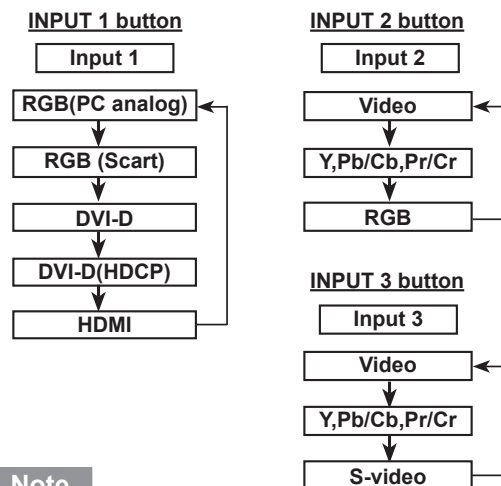 INPUT 1 button
Input 1
RGB(PC analog)
RGB (Scart)
DVI-D
DVI-D(HDCP)
HDMI
INPUT 2 button
Input 2
Video
Y,Pb/Cb,Pr/Cr
RGB
INPUT 3 button
Input 3
Video
Y,Pb/Cb,Pr/Cr
S-video
Note